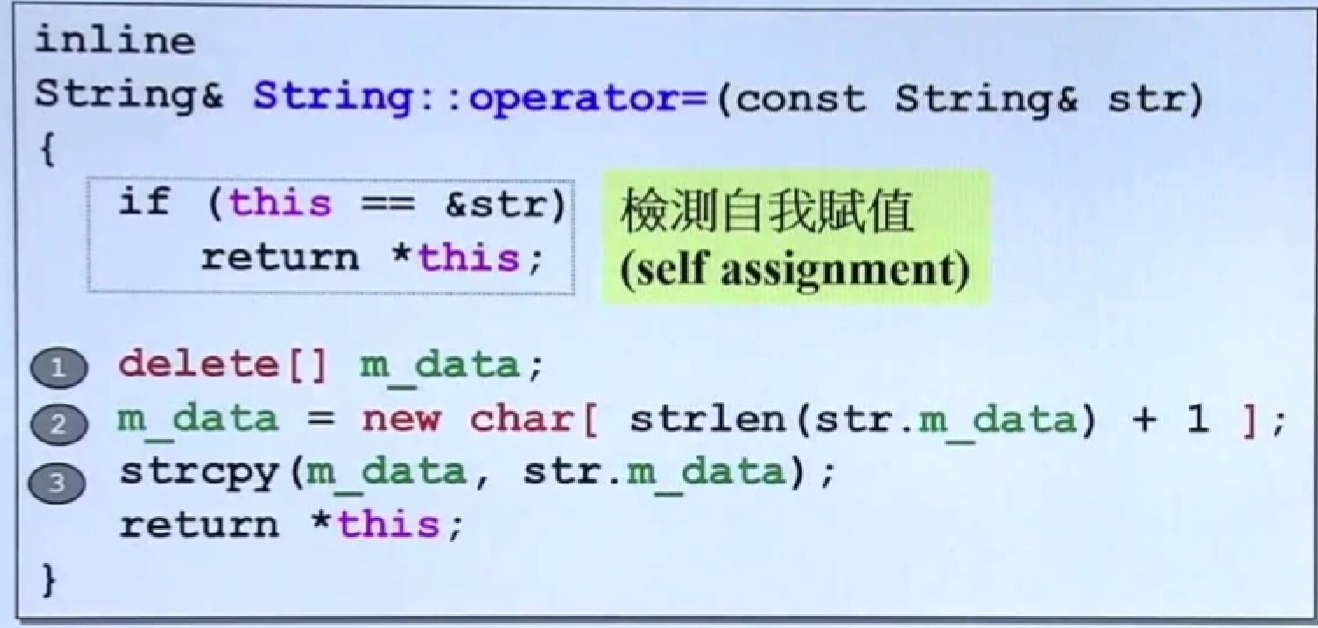 inline
String& String::operator=(const String& str)
{
if (this == &str)
return *this;
檢測自我賦值
(self assignment)
1 delete[] m_data;
2 m_data = new char[ strlen(str.m_data) + 1 ];
3 strcpy(m_data, str.m_data);
return *this;
}